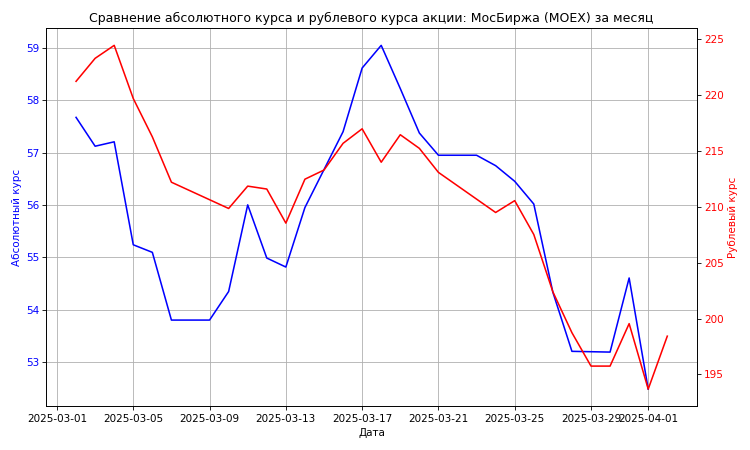 Сравнение абсолютного курса и рублевого курса акции: МосБиржа (MOEX) за месяц
59
58
57
56
55
54
53
Абсолютный курс
225
220
215
210
205
200
195
Рублевый курс
2025-03-01 2025-03-05 2025-03-09 2025-03-13 2025-03-17 2025-03-21 2025-03-25 2025-03-29 2025-04-01
Дата